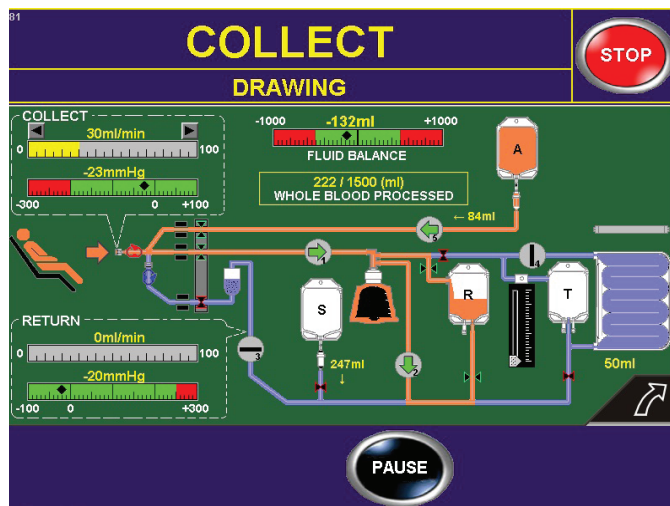 81
COLLECT
STOP
DRAWING
COLLECT
30ml/min
0 100
-23mmHg
-300 0 +100
-132ml
-1000 +1000
FLUID BALANCE
222 / 1500 (ml)
WHOLE BLOOD PROCESSED
A
← 84ml
5
1
4
S
R
T
RETURN
0ml/min
0 100
-20mmHg
-100 0 +300
3
247ml
↓
2
50ml
PAUSE